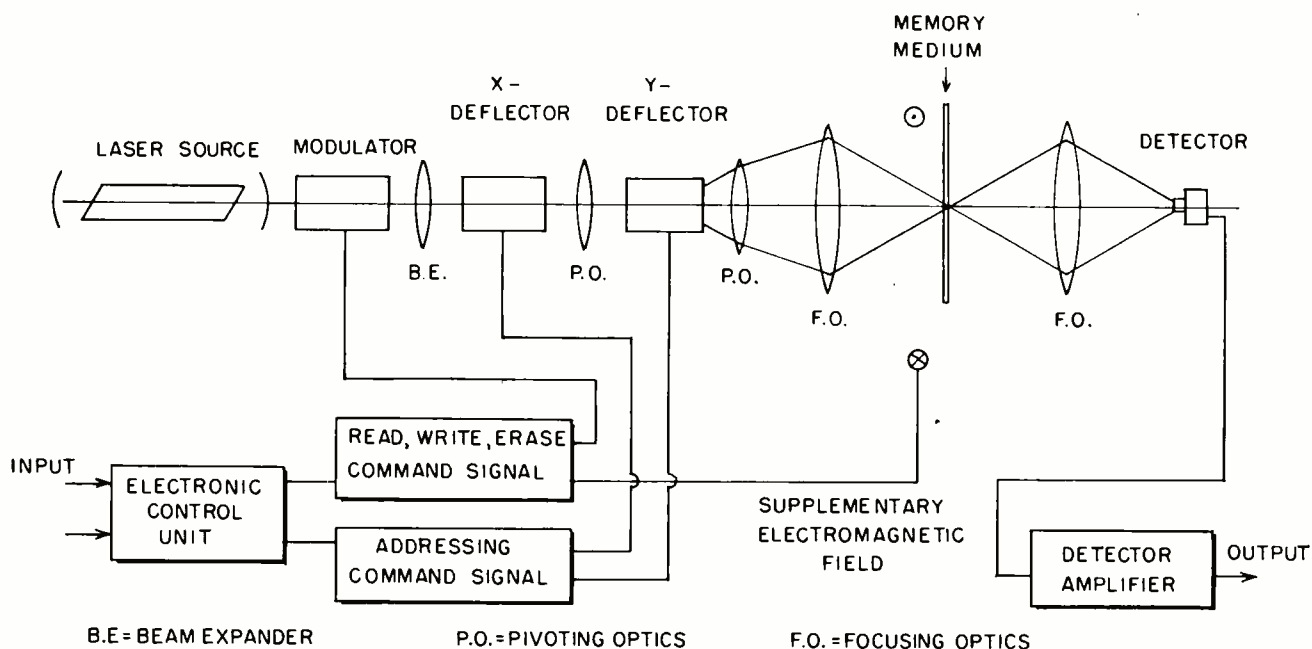 MEMORY
MEDIUM
X-
DEFLECTOR
Y-
DEFLECTOR
LASER SOURCE
MODULATOR
DETECTOR
B.E.
P.O.
P.O.
F.O.
F.O.
READ, WRITE, ERASE
COMMAND SIGNAL
INPUT
ELECTRONIC
CONTROL
UNIT
ADDRESSING
COMMAND SIGNAL
SUPPLEMENTARY
ELECTROMAGNETIC
FIELD
DETECTOR
AMPLIFIER
OUTPUT
B.E = BEAM EXPANDER
P.O. = PIVOTING OPTICS
F.O. = FOCUSING OPTICS